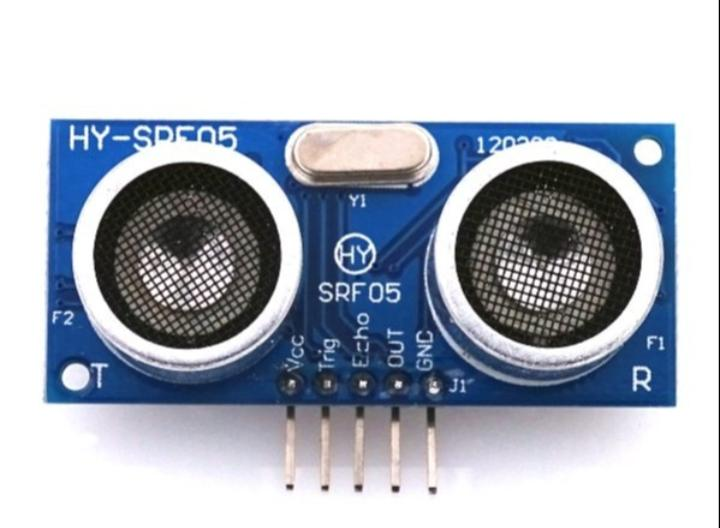 HY-SRF05
Y1
HY
SRF05
F2
F1
Vcc
Trig
Echo
OUT
GND
J1
T
R